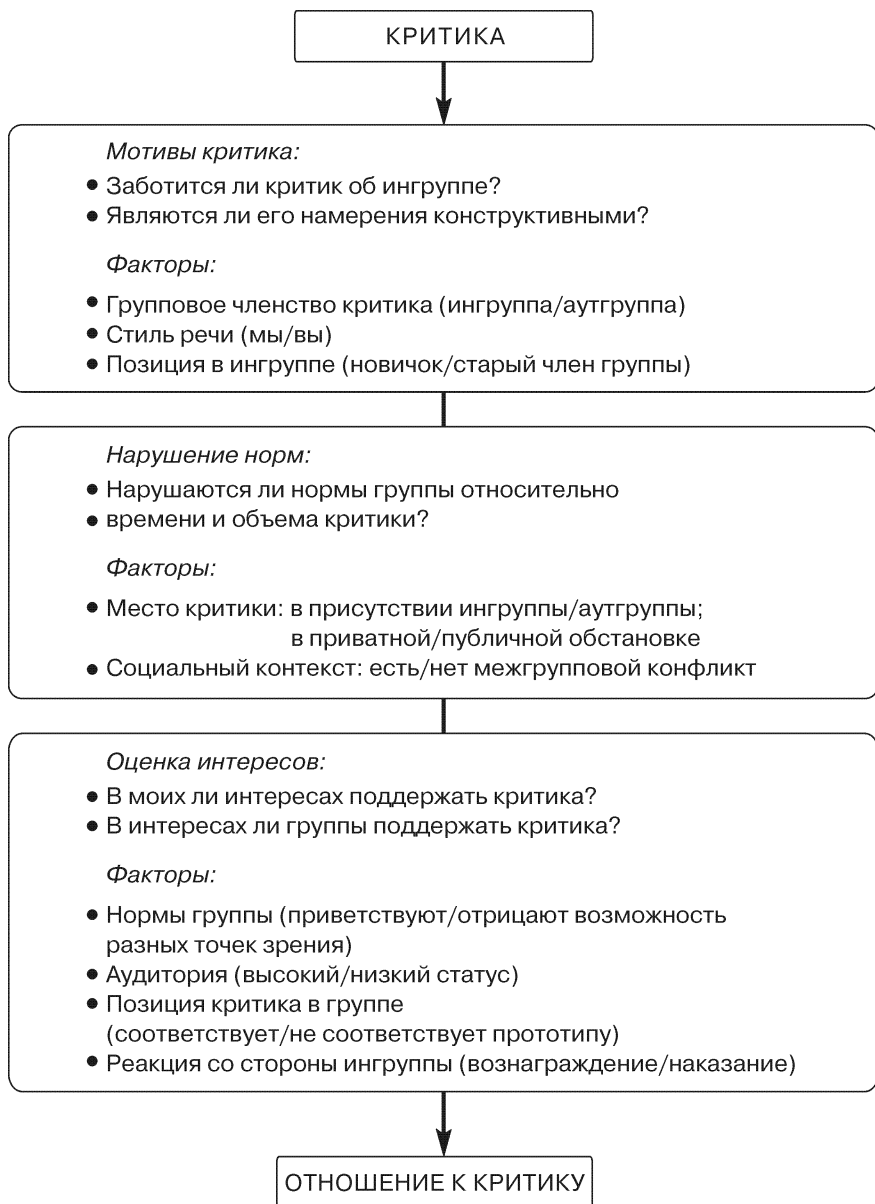 КРИТИКА
Мотивы критика:
● Заботится ли критик об ингруппе?
● Являются ли его намерения конструктивными?
Факторы:
● Групповое членство критика (ингруппа/аутгруппа)
● Стиль речи (мы/вы)
● Позиция в ингруппе (новичок/старый член группы)
Нарушение норм:
● Нарушаются ли нормы группы относительно
● времени и объема критики?
Факторы:
● Место критики: в присутствии ингруппы/аутгруппы;
в приватной/публичной обстановке
● Социальный контекст: есть/нет межгрупповой конфликт
Оценка интересов:
● В моих ли интересах поддержать критика?
● В интересах ли группы поддержать критика?
Факторы:
● Нормы группы (приветствуют/отрицают возможность
разных точек зрения)
● Аудитория (высокий/низкий статус)
● Позиция критика в группе
(соответствует/не соответствует прототипу)
● Реакция со стороны ингруппы (вознаграждение/наказание)
ОТНОШЕНИЕ К КРИТИКУ